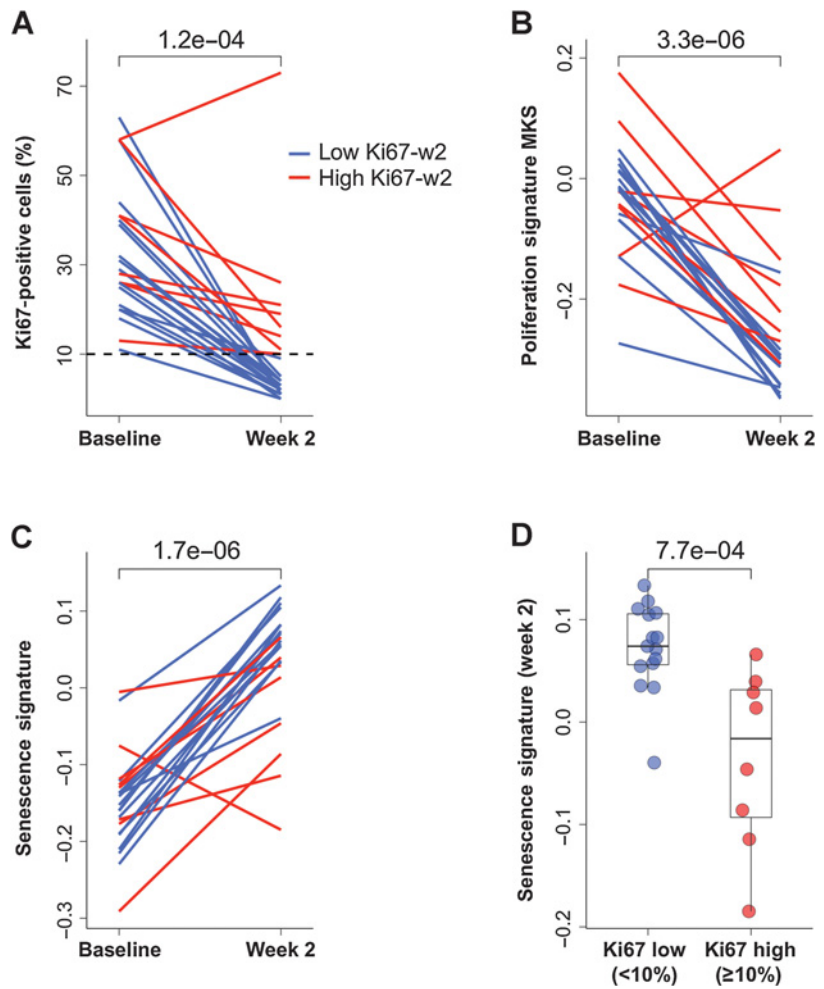 A
1.2e−04
Ki67-positive cells (%)
70
50
30
10
Baseline
Week 2
Low Ki67-w2
High Ki67-w2
B
3.3e−06
Poliferation signature MKS
0.2
0.0
−0.2
Baseline
Week 2
C
1.7e−06
Senescence signature
0.1
0.0
−0.1
−0.2
−0.3
Baseline
Week 2
D
7.7e−04
Senescence signature (week 2)
0.1
0.0
−0.1
−0.2
Ki67 low
(<10%)
Ki67 high
(≥10%)